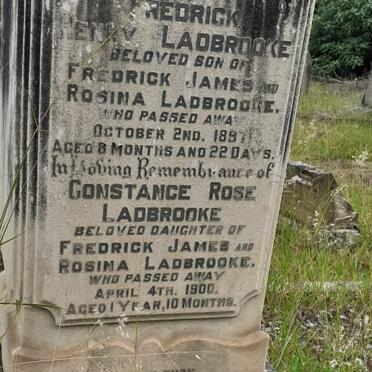 FREDRICK
HENRY LADBROOKE
BELOVED SON OF
FREDRICK JAMES AND
ROSINA LADBROOKE.
WHO PASSED AWAY
OCTOBER 2ND. 1897
AGED 8 MONTHS AND 22 DAYS.
In Loving Remembrance of
CONSTANCE ROSE
LADBROOKE
BELOVED DAUGHTER OF
FREDRICK JAMES AND
ROSINA LADBROOKE.
WHO PASSED AWAY
APRIL 4TH. 1900.
AGED 1 YEAR, 10 MONTHS.